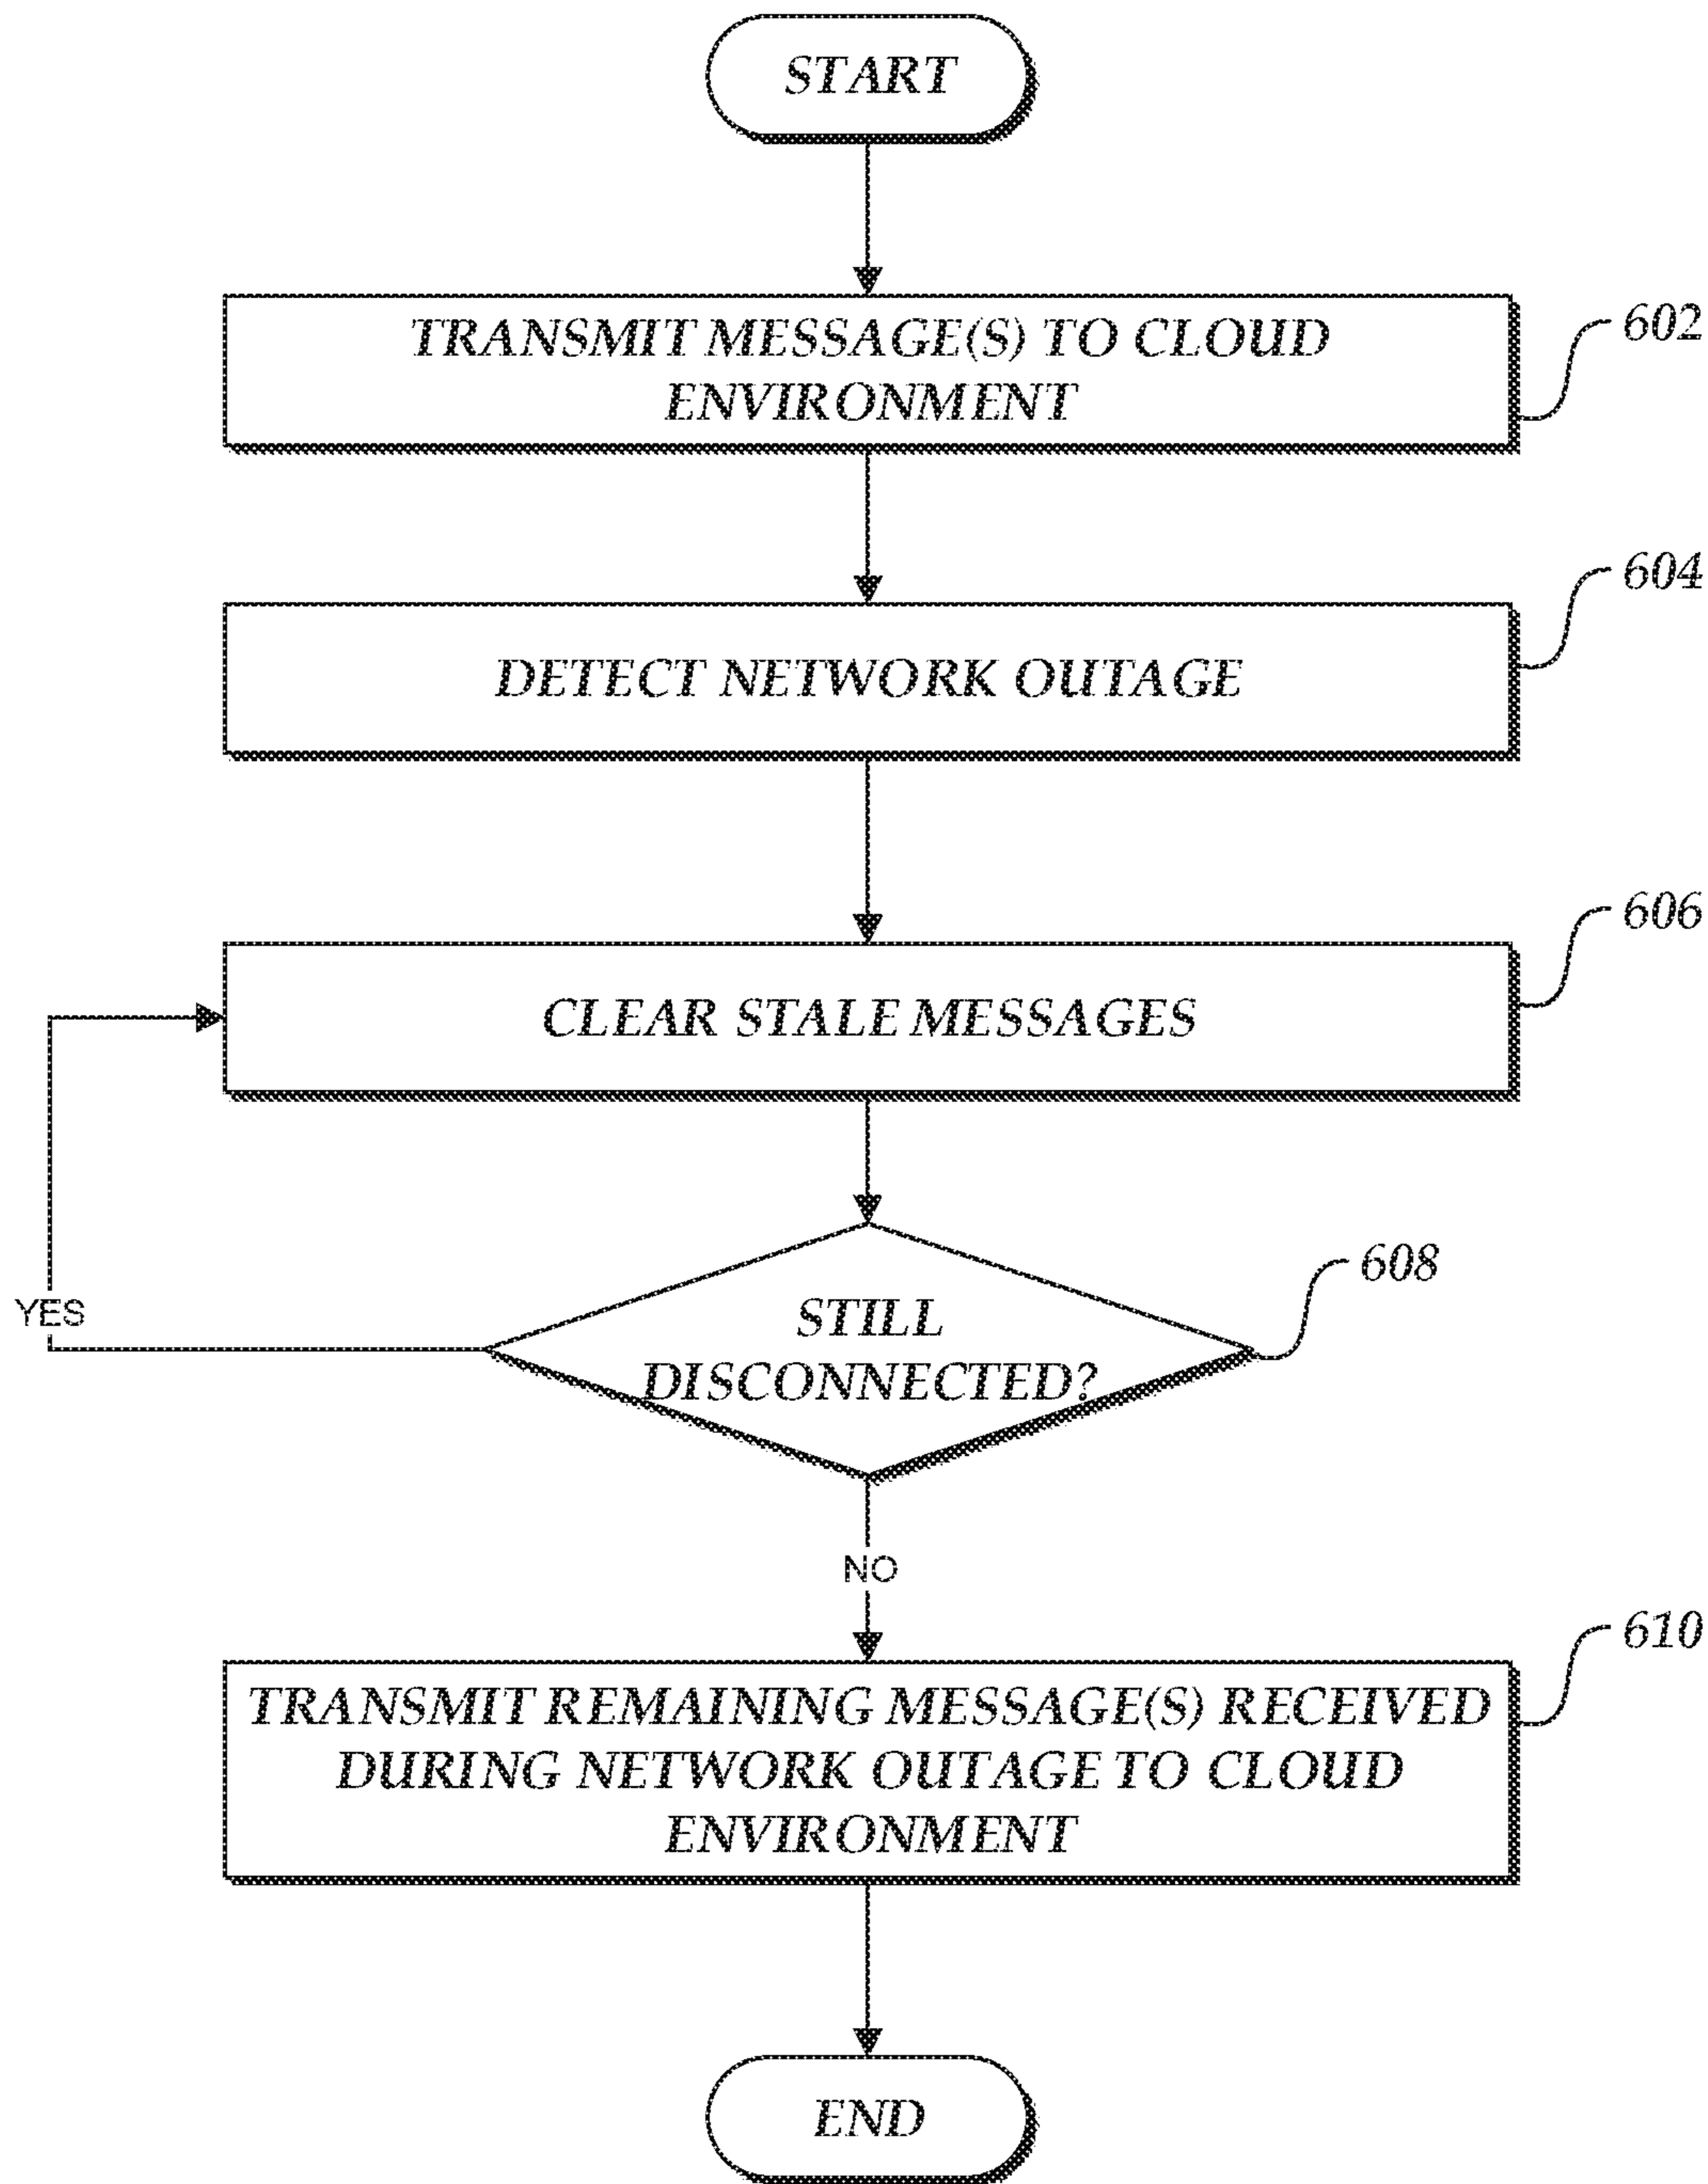 START
TRANSMIT MESSAGE(S) TO CLOUD
ENVIRONMENT
602
DETECT NETWORK OUTAGE
604
CLEAR STALE MESSAGES
606
STILL
DISCONNECTED?
608
YES
NO
TRANSMIT REMAINING MESSAGE(S) RECEIVED
DURING NETWORK OUTAGE TO CLOUD
ENVIRONMENT
610
END